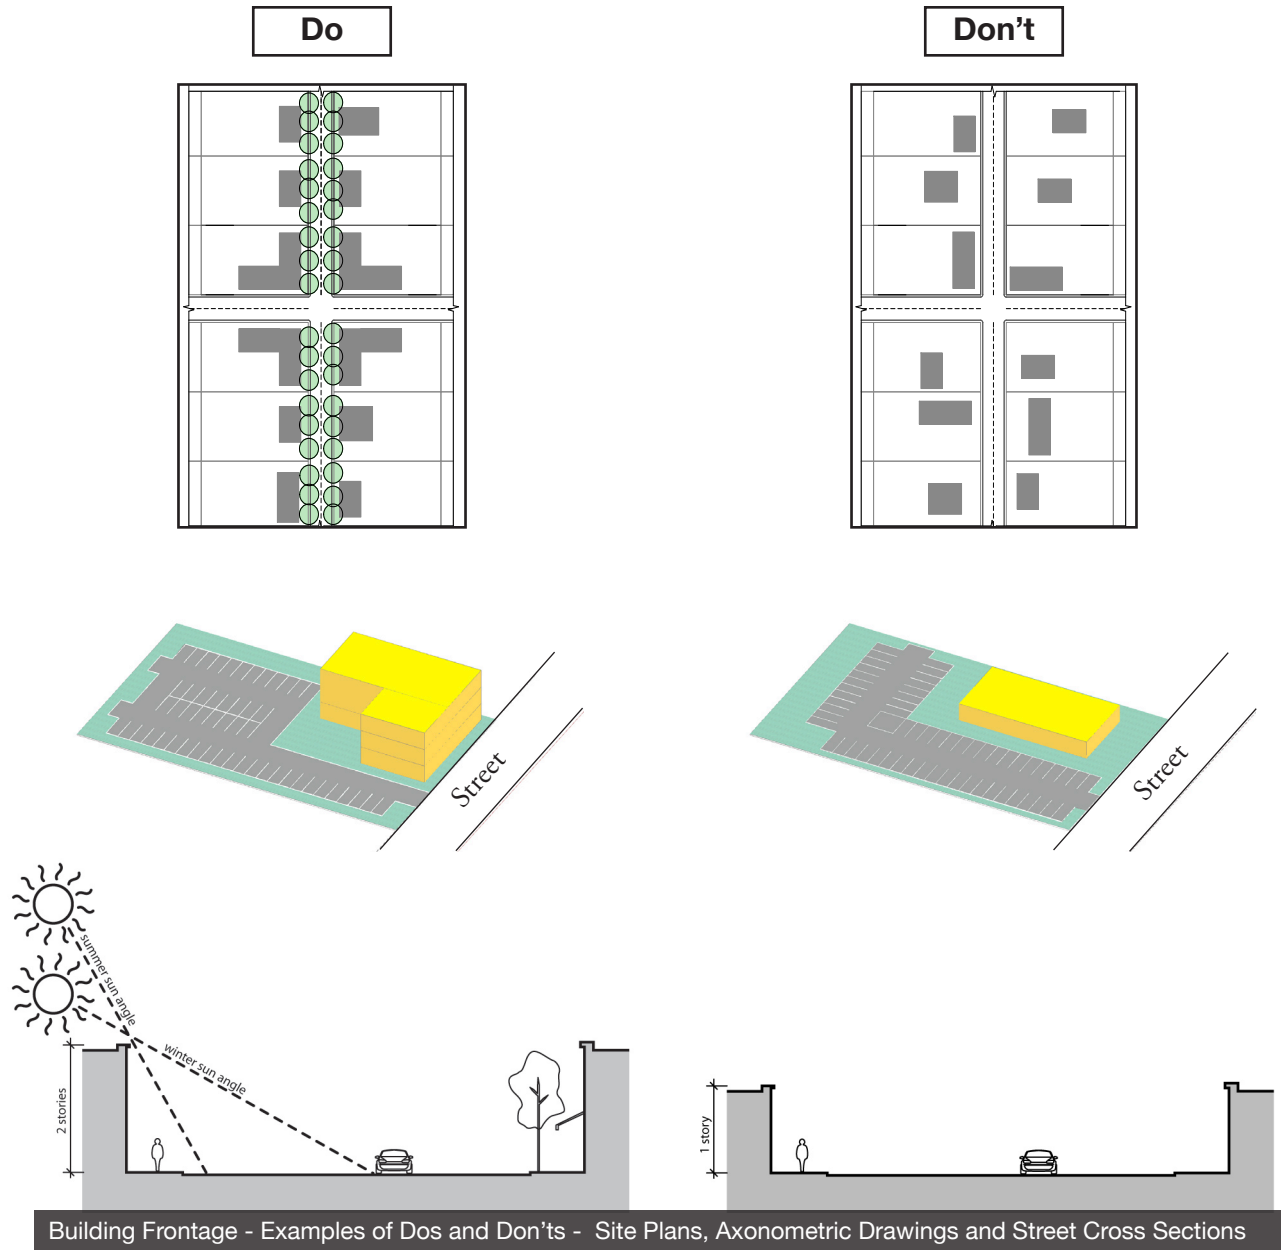 Do
Don't
Street
Street
summer sun angle
winter sun angle
2 stories
1 story
Building Frontage - Examples of Dos and Don'ts - Site Plans, Axonometric Drawings and Street Cross Sections